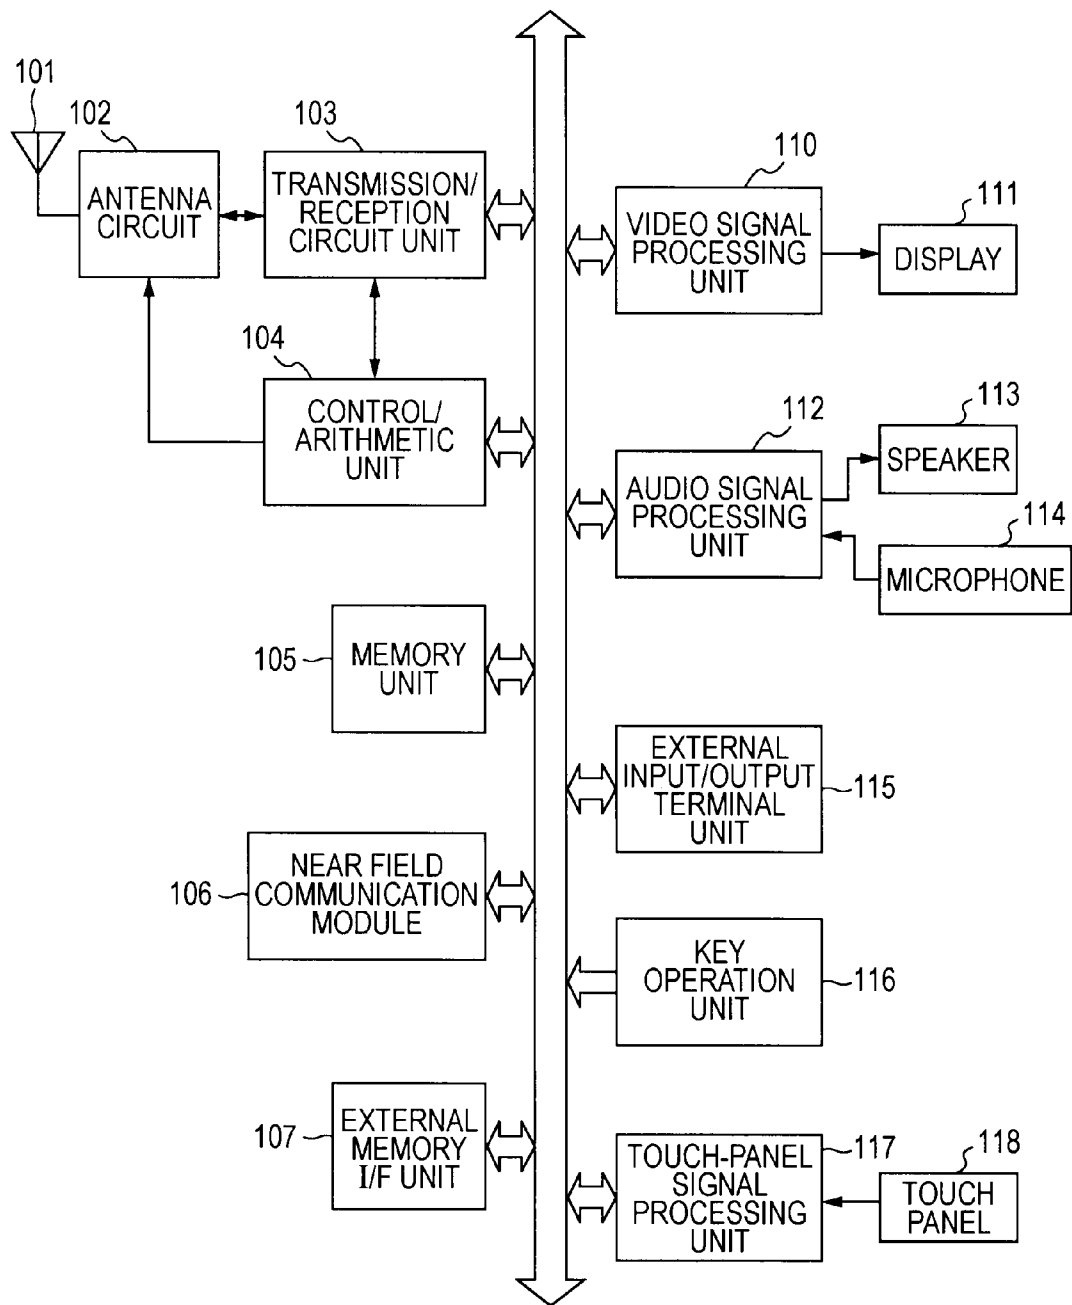 101
102
ANTENNA
CIRCUIT
103
TRANSMISSION/
RECEPTION
CIRCUIT UNIT
104
CONTROL/
ARITHMETIC
UNIT
105
MEMORY
UNIT
106
NEAR FIELD
COMMUNICATION
MODULE
107
EXTERNAL
MEMORY
I/F UNIT
110
VIDEO SIGNAL
PROCESSING
UNIT
111
DISPLAY
112
AUDIO SIGNAL
PROCESSING
UNIT
113
SPEAKER
114
MICROPHONE
EXTERNAL
INPUT/OUTPUT
TERMINAL
UNIT
115
KEY
OPERATION
UNIT
116
TOUCH-PANEL
SIGNAL
PROCESSING
UNIT
117
118
TOUCH
PANEL